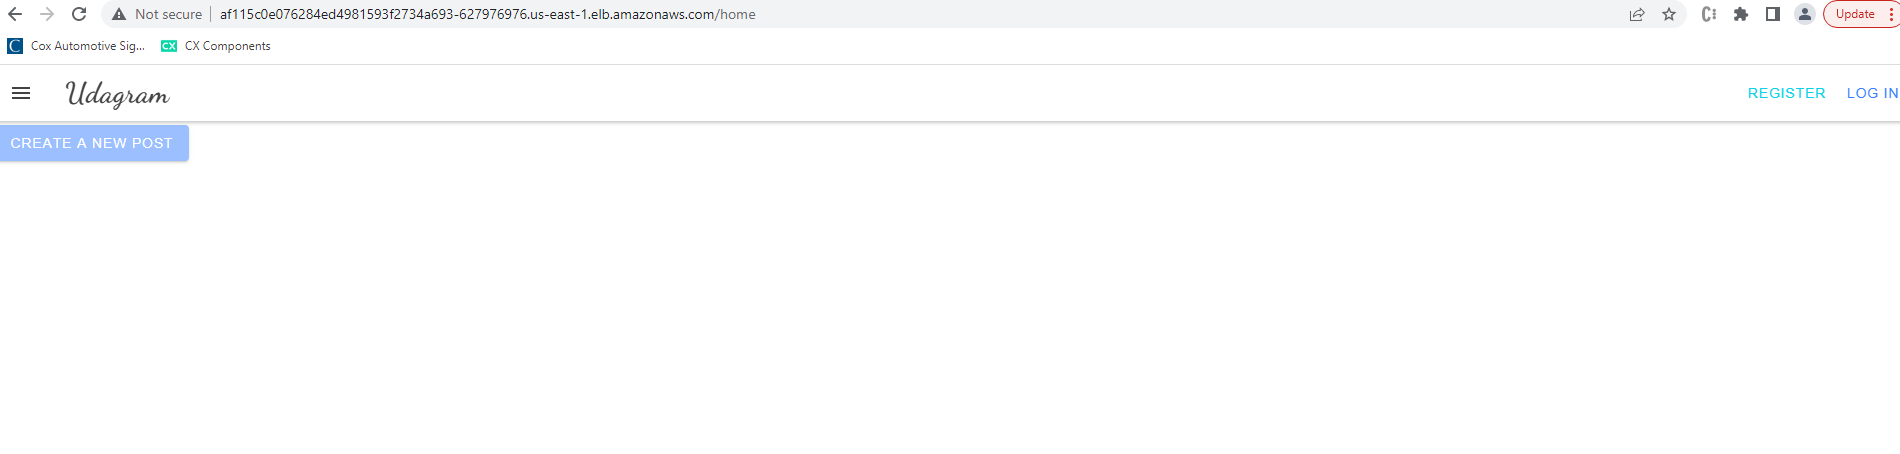 Not secure af115c0e076284ed4981593f2734a693-627976976.us-east-1.elb.amazonaws.com/home Update
Cox Automotive Sig... CX CX Components
Udagram REGISTER LOG IN
CREATE A NEW POST